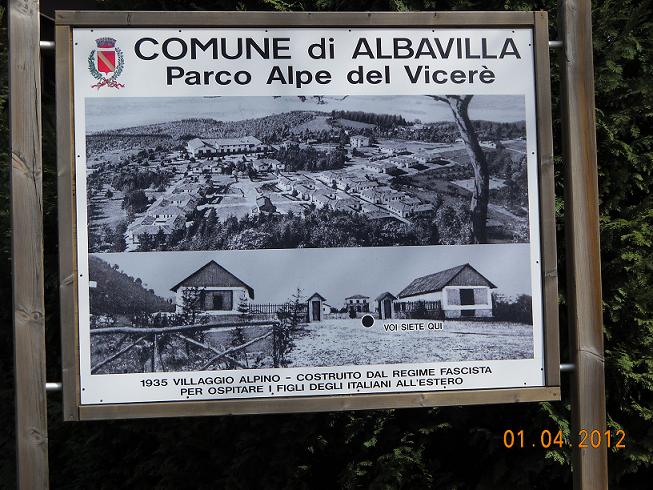 COMUNE di ALBAVILLA
Parco Alpe del Vicerè
VOI SIETE QUI
1935 VILLAGGIO ALPINO - COSTRUITO DAL REGIME FASCISTA
PER OSPITARE I FIGLI DEGLI ITALIANI ALL'ESTERO
01.04.2012